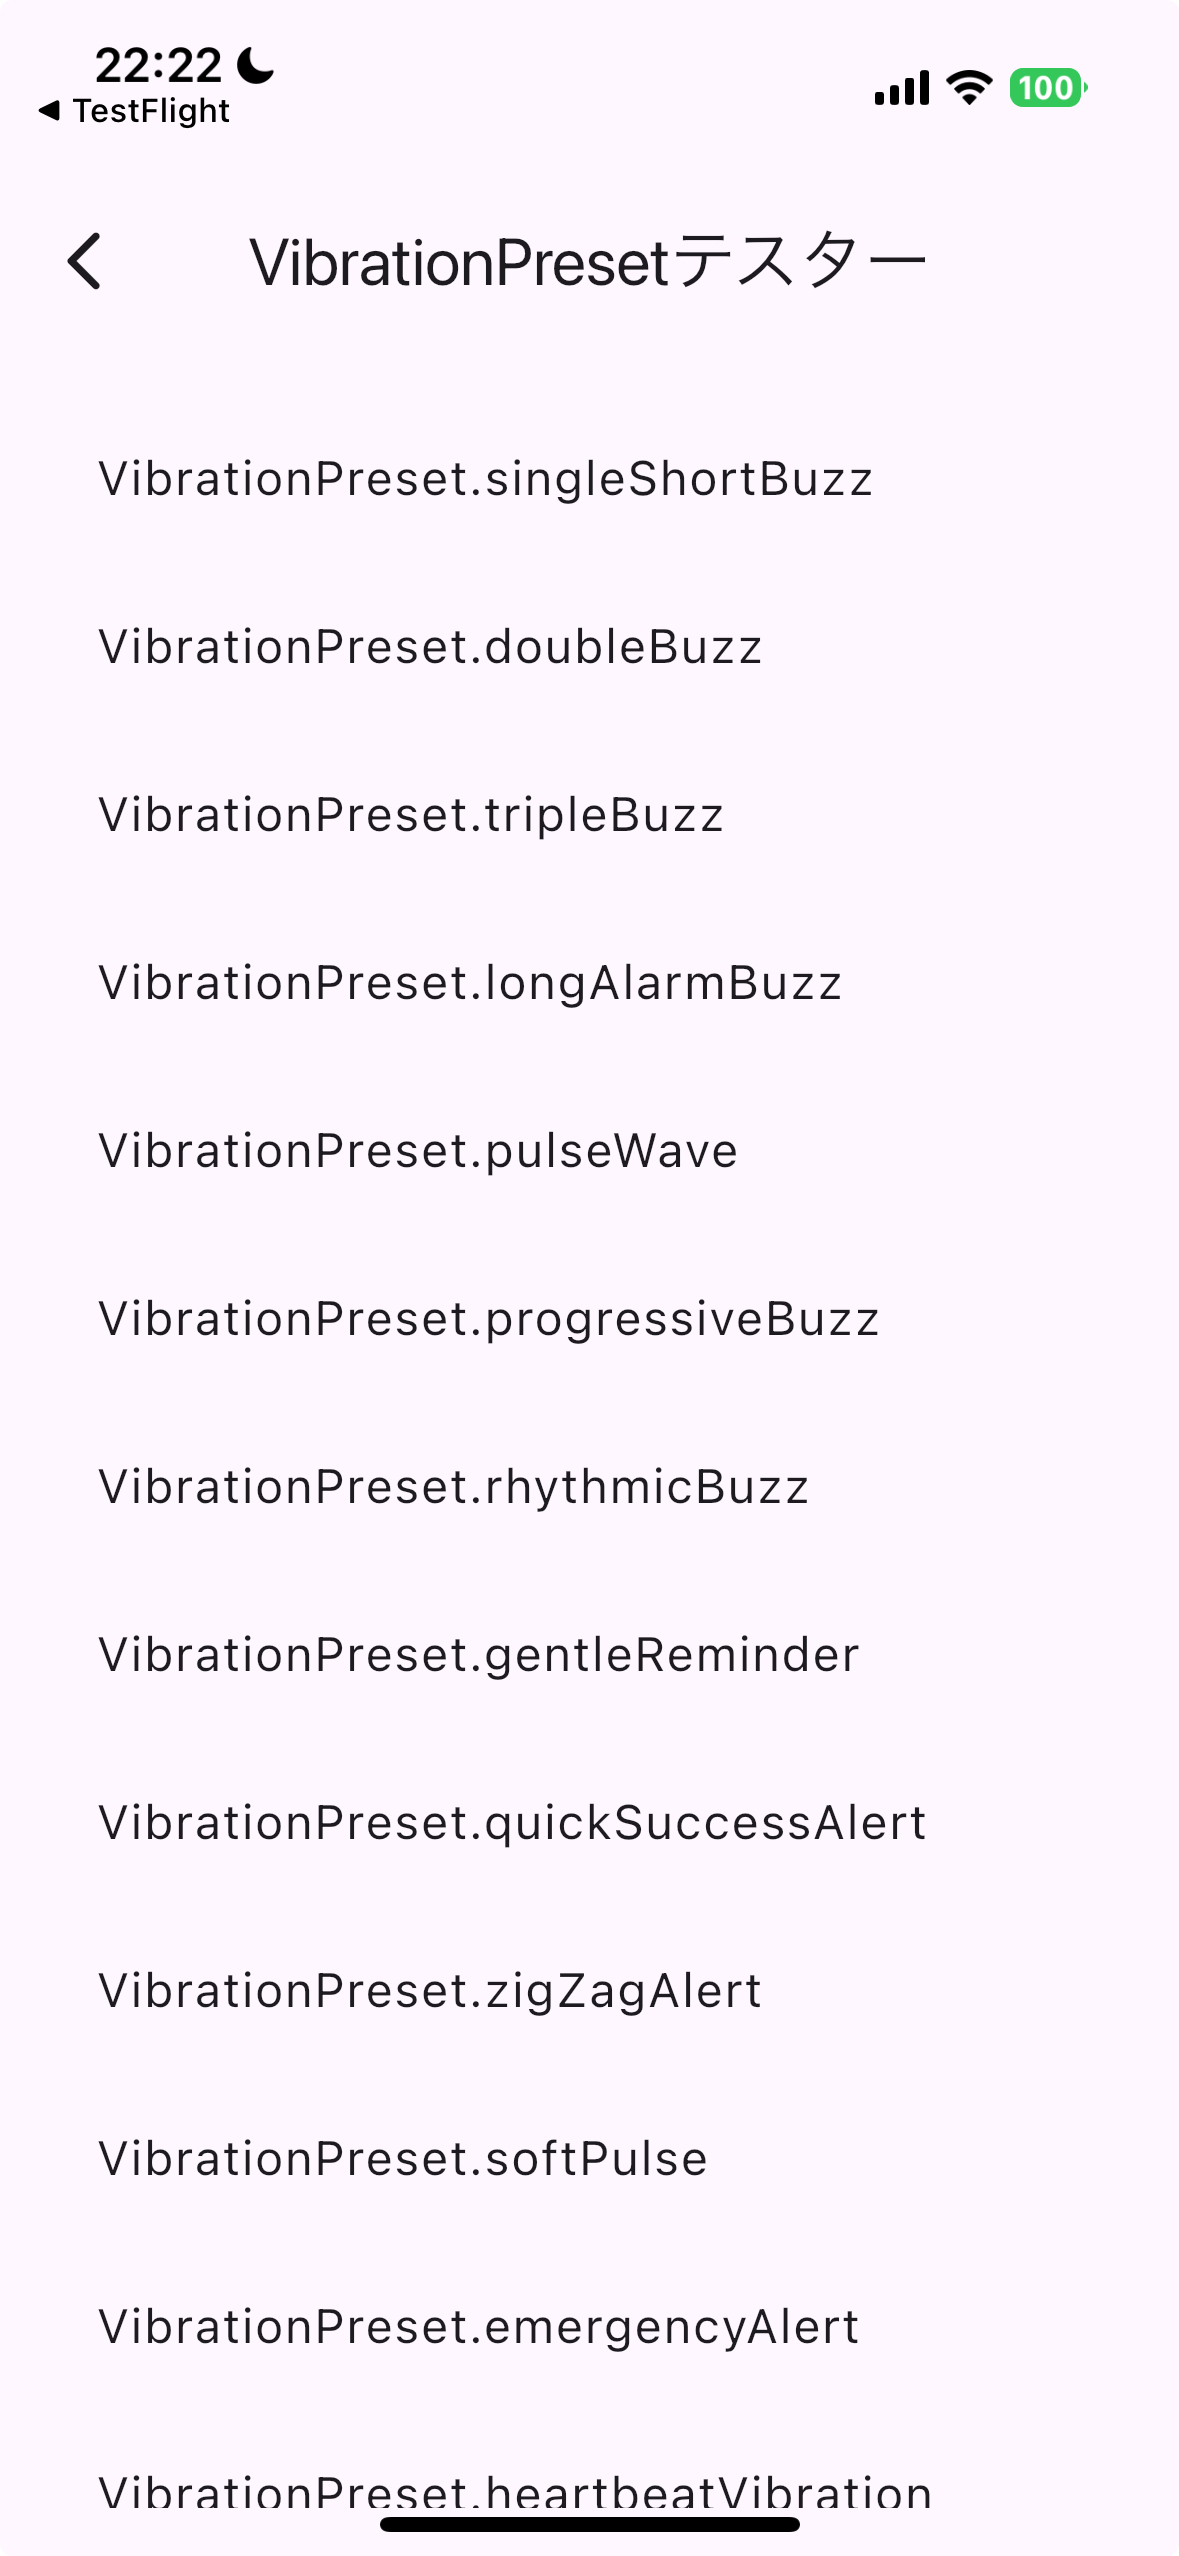 22:22
TestFlight
100
VibrationPresetテスター
VibrationPreset.singleShortBuzz
VibrationPreset.doubleBuzz
VibrationPreset.tripleBuzz
VibrationPreset.longAlarmBuzz
VibrationPreset.pulseWave
VibrationPreset.progressiveBuzz
VibrationPreset.rhythmicBuzz
VibrationPreset.gentleReminder
VibrationPreset.quickSuccessAlert
VibrationPreset.zigZagAlert
VibrationPreset.softPulse
VibrationPreset.emergencyAlert
VibrationPreset.heartbeatVibration